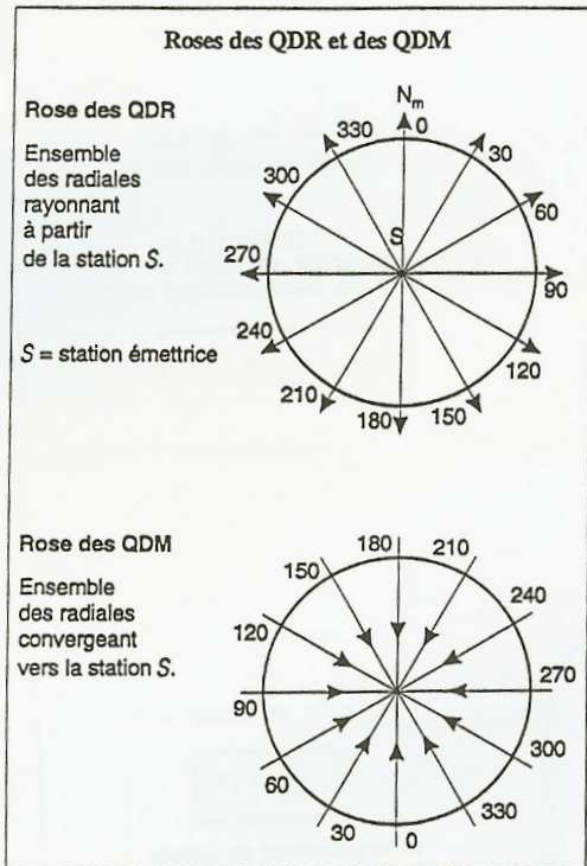 Roses des QDR et des QDM
Rose des QDR
Ensemble
des radiales
rayonnant
à partir
de la station S.
S = station émettrice
Nm
0
30
60
90
120
150
180
210
240
270
300
330
S
Rose des QDM
Ensemble
des radiales
convergeant
vers la station S.
180
210
240
270
300
330
0
30
60
90
120
150